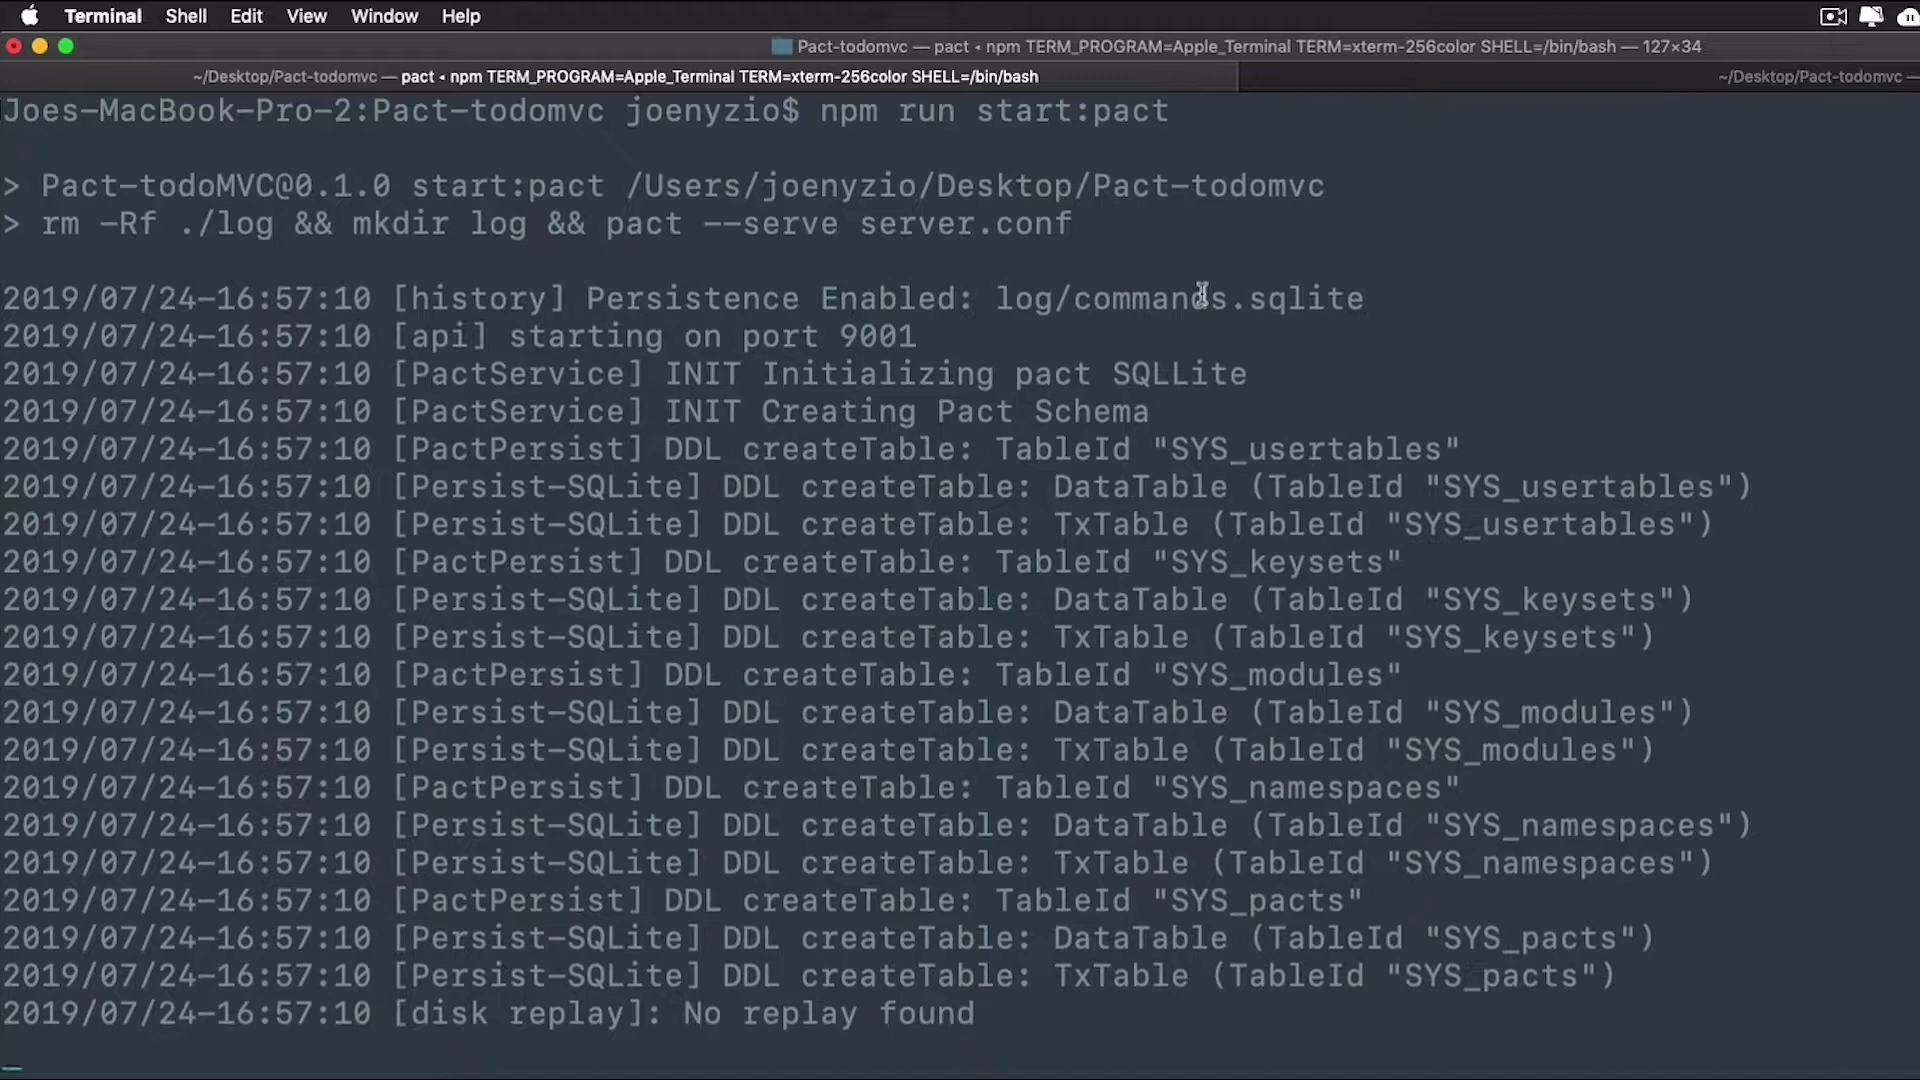 Terminal Shell Edit View Window Help
Pact-todomvc — pact ◂ npm TERM_PROGRAM=Apple_Terminal TERM=xterm-256color SHELL=/bin/bash — 127×34
~/Desktop/Pact-todomvc — pact ◂ npm TERM_PROGRAM=Apple_Terminal TERM=xterm-256color SHELL=/bin/bash
~/Desktop/Pact-todomvc —
Joes-MacBook-Pro-2:Pact-todomvc joenyzio$ npm run start:pact
> Pact-todoMVC@0.1.0 start:pact /Users/joenyzio/Desktop/Pact-todomvc
> rm -Rf ./log && mkdir log && pact --serve server.conf
2019/07/24-16:57:10 [history] Persistence Enabled: log/commands.sqlite
2019/07/24-16:57:10 [api] starting on port 9001
2019/07/24-16:57:10 [PactService] INIT Initializing pact SQLLite
2019/07/24-16:57:10 [PactService] INIT Creating Pact Schema
2019/07/24-16:57:10 [PactPersist] DDL createTable: TableId "SYS_usertables"
2019/07/24-16:57:10 [Persist-SQLite] DDL createTable: DataTable (TableId "SYS_usertables")
2019/07/24-16:57:10 [Persist-SQLite] DDL createTable: TxTable (TableId "SYS_usertables")
2019/07/24-16:57:10 [PactPersist] DDL createTable: TableId "SYS_keysets"
2019/07/24-16:57:10 [Persist-SQLite] DDL createTable: DataTable (TableId "SYS_keysets")
2019/07/24-16:57:10 [Persist-SQLite] DDL createTable: TxTable (TableId "SYS_keysets")
2019/07/24-16:57:10 [PactPersist] DDL createTable: TableId "SYS_modules"
2019/07/24-16:57:10 [Persist-SQLite] DDL createTable: DataTable (TableId "SYS_modules")
2019/07/24-16:57:10 [Persist-SQLite] DDL createTable: TxTable (TableId "SYS_modules")
2019/07/24-16:57:10 [PactPersist] DDL createTable: TableId "SYS_namespaces"
2019/07/24-16:57:10 [Persist-SQLite] DDL createTable: DataTable (TableId "SYS_namespaces")
2019/07/24-16:57:10 [Persist-SQLite] DDL createTable: TxTable (TableId "SYS_namespaces")
2019/07/24-16:57:10 [PactPersist] DDL createTable: TableId "SYS_pacts"
2019/07/24-16:57:10 [Persist-SQLite] DDL createTable: DataTable (TableId "SYS_pacts")
2019/07/24-16:57:10 [Persist-SQLite] DDL createTable: TxTable (TableId "SYS_pacts")
2019/07/24-16:57:10 [disk replay]: No replay found